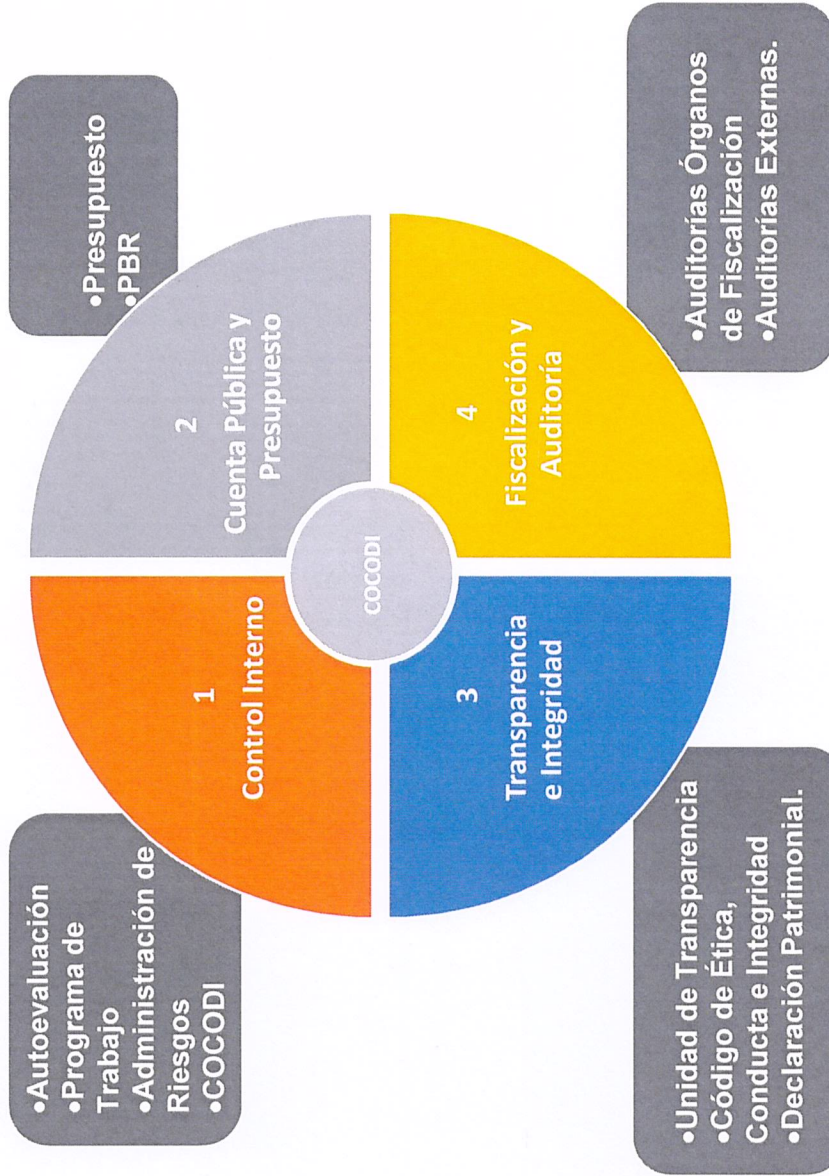 •Autoevaluación
•Programa de
Trabajo
•Administración de
Riesgos
•COCODI
1
Control Interno
2
Cuenta Pública y
Presupuesto
•Presupuesto
•PBR
COCODI
3
Transparencia
e Integridad
•Unidad de Transparencia
•Código de Ética,
Conducta e Integridad
•Declaración Patrimonial.
4
Fiscalización y
Auditoría
•Auditorías Órganos
de Fiscalización
•Auditorías Externas.